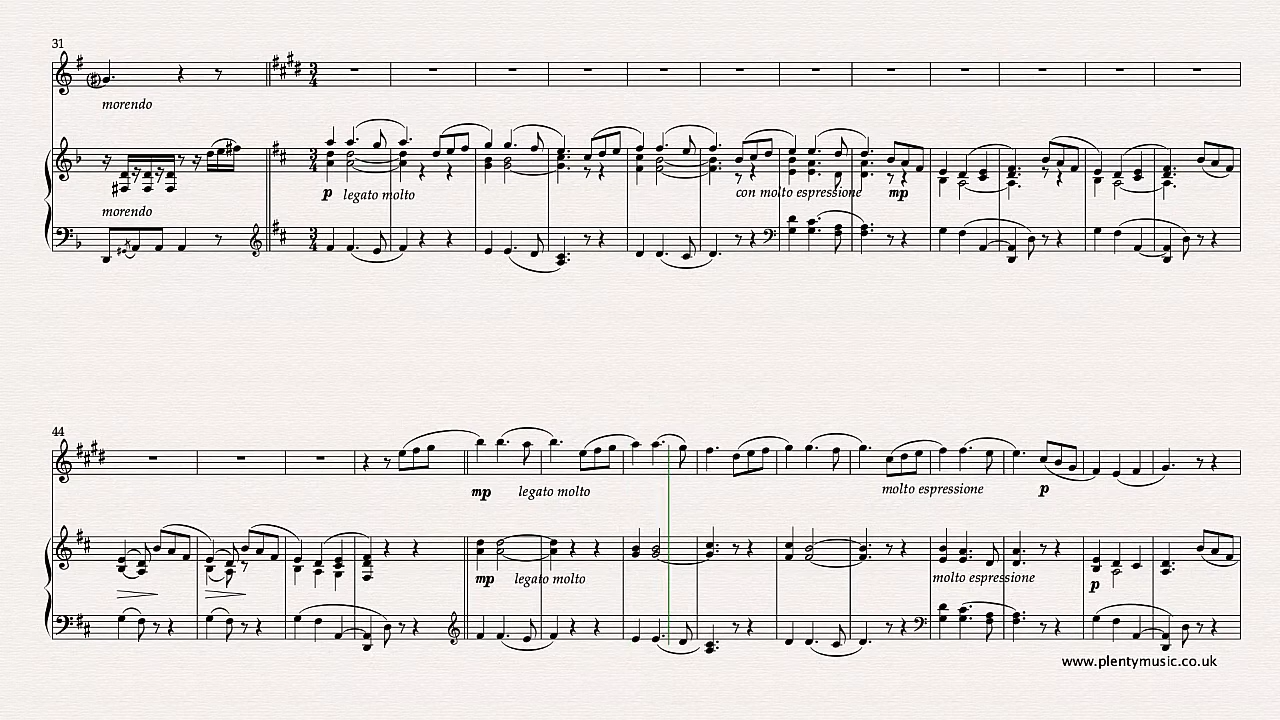 31
morendo
p legato molto
con molto espressione mp
morendo
44
mp legato molto
molto espressione p
mp legato molto
molto espressione
p
www.plentymusic.co.uk